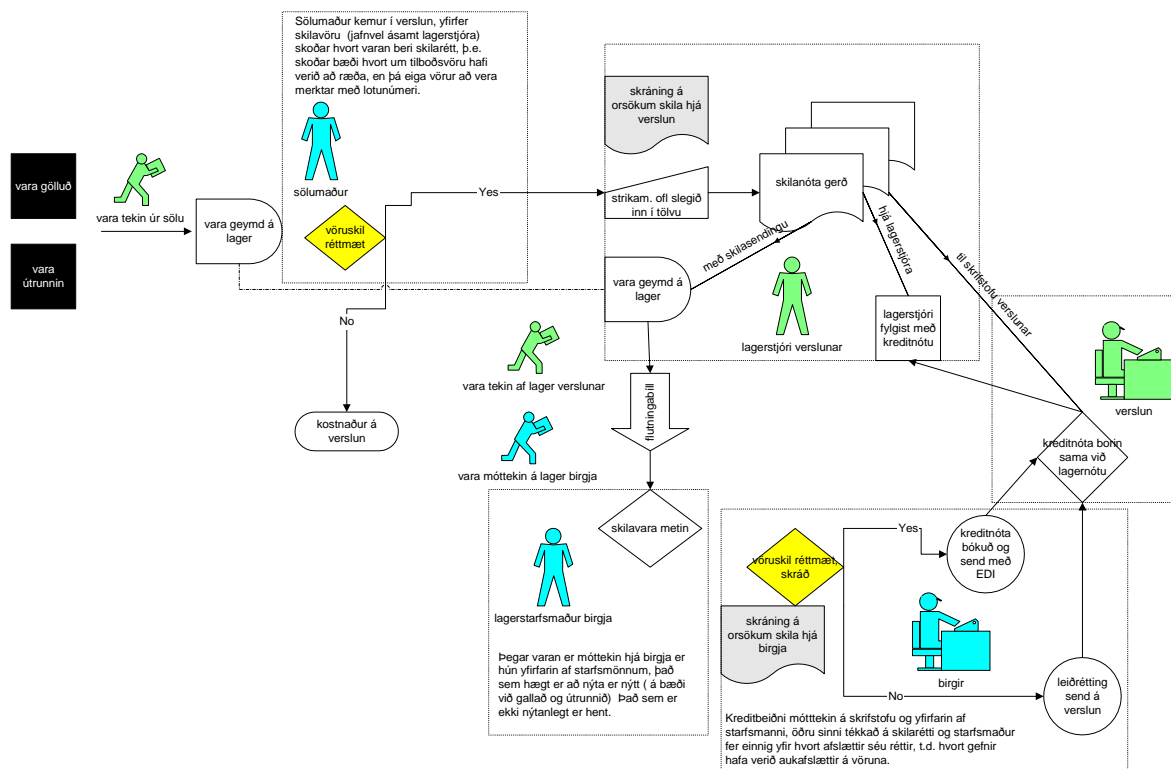 Sölumaður kemur í verslun, yfirfer
skilavöru (jafnvel ásamt lagerstjóra)
skoðar hvort varan beri skilarétt, þ.e.
skoðar bæði hvort um tilboðsvöru hafi
verið að ræða, en þá eiga vörur að vera
merktar með lotunúmeri.
sölumaður
vara gölluð
vara
útrunnin
vara tekin úr sölu
vara geymd á
lager
vöruskil
réttmæt
Yes
No
kostnaður á
verslun
skráning á
orsökum skila hjá
verslun
strikam. ofl slegið
inn í tölvu
skilanóta gerð
með skilasendingu
hjá lagerstjóra
til skrifstofu verslunar
vara geymd á
lager
lagerstjóri verslunar
lagerstjóri
fylgist með
kreditnótu
verslun
vara tekin af lager verslunar
flutningabíll
vara móttekin á lager birgja
kreditnóta borin
sama við
lagernótu
skilavara metin
lagerstarfsmaður birgja
Þegar varan er móttekin hjá birgja er
hún yfirfarin af starfsmönnum, það
sem hægt er að nýta er nýtt ( á bæði
við gallað og útrunnið) Það sem er
ekki nýtanlegt er hent.
vöruskil réttmæt,
skráð
Yes
kreditnóta
bókuð og
send með
EDI
skráning á
orsökum skila hjá
birgja
birgir
No
leiðrétting
send á
verslun
Kreditbeiðni mótttekin á skrifstofu og yfirfarin af
starfsmanni, öðru sinni tékkað á skilarétti og starfsmaður
fer einnig yfir hvort afslættir séu réttir, t.d. hvort gefnir
hafa verið aukafslættir á vöruna.